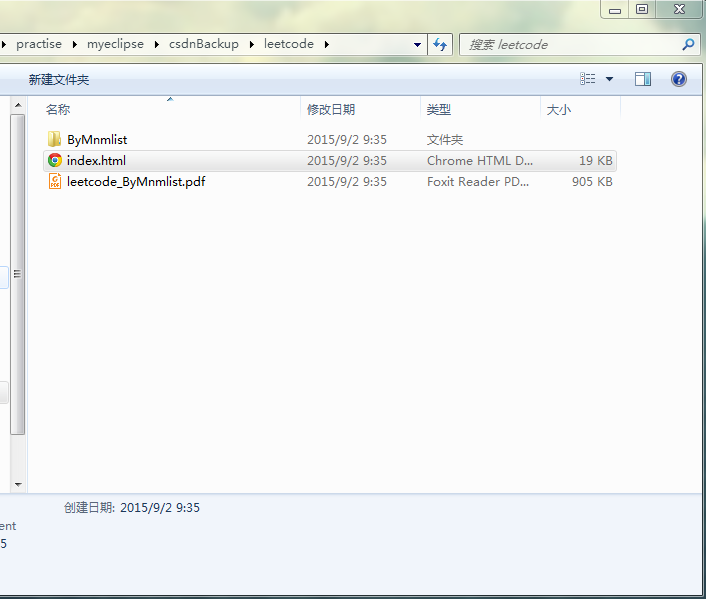 practise myeclipse csdnBackup leetcode 搜索 leetcode
新建文件夹
名称 修改日期 类型 大小
ByMnmlist 2015/9/2 9:35 文件夹
index.html 2015/9/2 9:35 Chrome HTML D... 19 KB
leetcode_ByMnmlist.pdf 2015/9/2 9:35 Foxit Reader PD... 905 KB
创建日期: 2015/9/2 9:35
ent
5